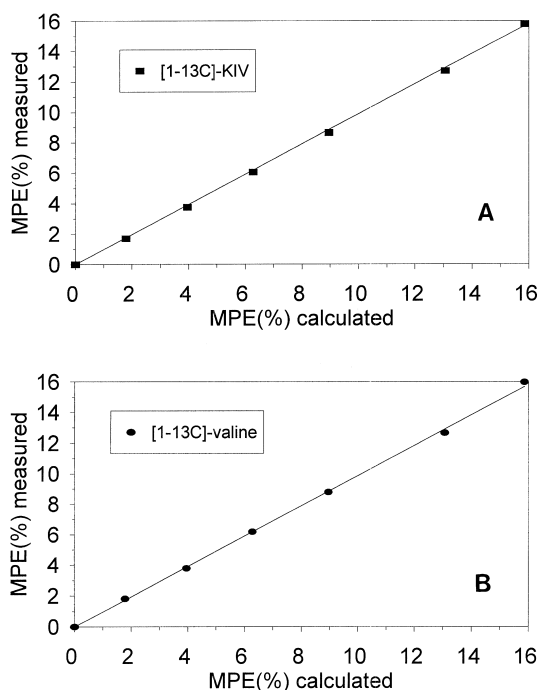 16
14
12
10
8
6
4
2
0
MPE(%) measured
[1-13C]-KIV
A
0 2 4 6 8 10 12 14 16
MPE(%) calculated
16
14
12
10
8
6
4
2
0
MPE(%) measured
[1-13C]-valine
B
0 2 4 6 8 10 12 14 16
MPE(%) calculated